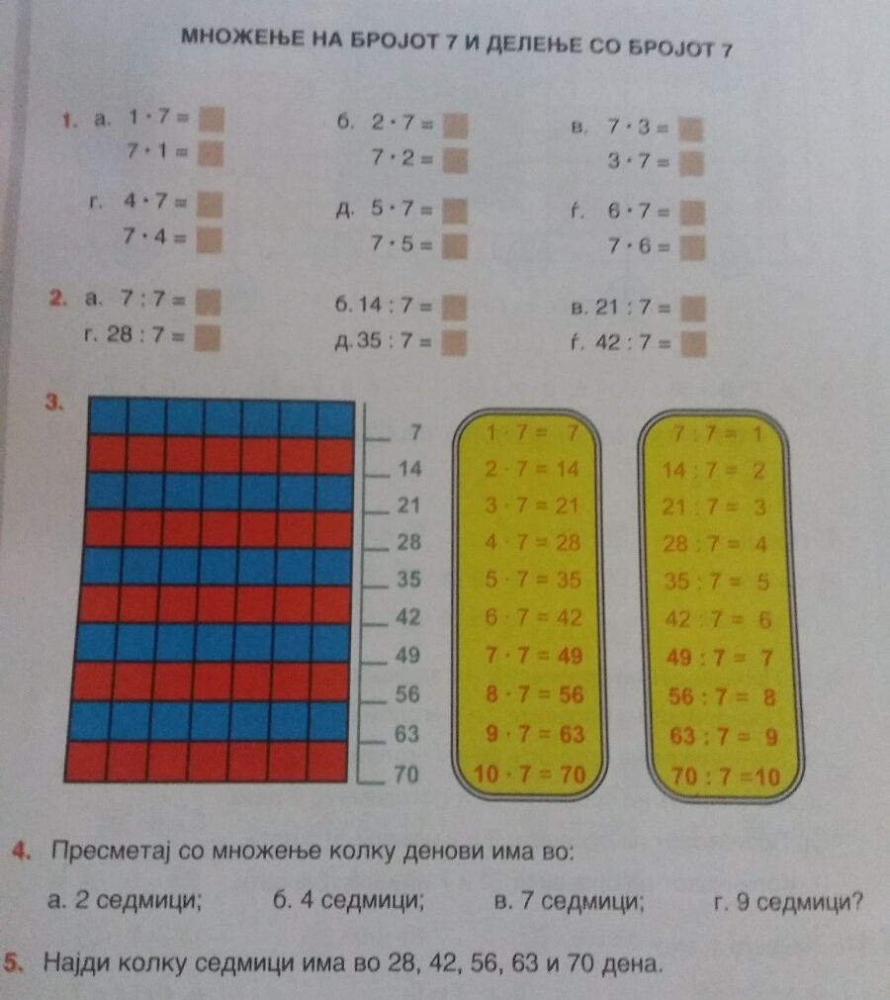 МНОЖЕЊЕ НА БРОЈОТ 7 И ДЕЛЕЊЕ СО БРОЈОТ 7
1. а. 1 · 7 = б. 2 · 7 = в. 7 · 3 =
7 · 1 = 7 · 2 = 3 · 7 =
г. 4 · 7 = д. 5 · 7 = ѓ. 6 · 7 =
7 · 4 = 7 · 5 = 7 · 6 =
2. а. 7 : 7 = б. 14 : 7 = в. 21 : 7 =
г. 28 : 7 = д. 35 : 7 = ѓ. 42 : 7 =
3.
7 1 · 7 = 7 7 : 7 = 1
14 2 · 7 = 14 14 : 7 = 2
21 3 · 7 = 21 21 : 7 = 3
28 4 · 7 = 28 28 : 7 = 4
35 5 · 7 = 35 35 : 7 = 5
42 6 · 7 = 42 42 : 7 = 6
49 7 · 7 = 49 49 : 7 = 7
56 8 · 7 = 56 56 : 7 = 8
63 9 · 7 = 63 63 : 7 = 9
70 10 · 7 = 70 70 : 7 =10
4. Пресметај со множење колку денови има во:
а. 2 седмици; б. 4 седмици; в. 7 седмици; г. 9 седмици?
5. Најди колку седмици има во 28, 42, 56, 63 и 70 дена.